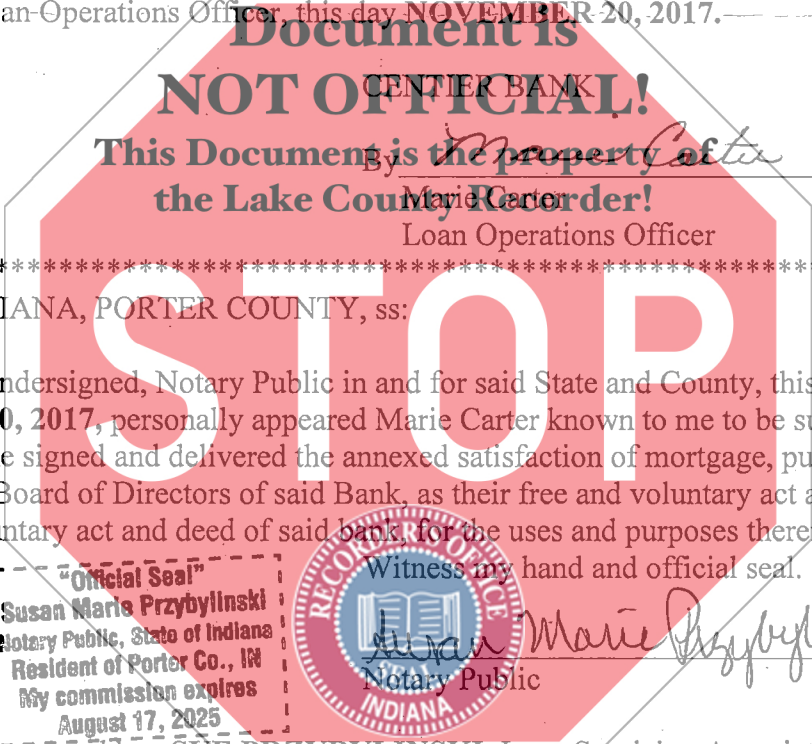 an-Operations Officer, this day NOVEMBER 20, 2017.
Document is
NOT OFFICIAL!
CENTIER BANK
This Document is the property of
By Marie Carter
the Lake County Recorder!
Marie Carter
Loan Operations Officer
IANA, PORTER COUNTY, ss:
STOP
ndersigned, Notary Public in and for said State and County, this
0, 2017, personally appeared Marie Carter known to me to be su
e signed and delivered the annexed satisfaction of mortgage, pu
Board of Directors of said Bank, as their free and voluntary act a
ntary act and deed of said bank, for the uses and purposes there
Witness my hand and official seal.
"Official Seal"
Susan Marie Przybylinski
Notary Public, State of Indiana
Resident of Porter Co., IN
My commission expires
August 17, 2025
RECORDER'S OFFICE
SEAL
INDIANA
Susan Marie Przybyl
Notary Public